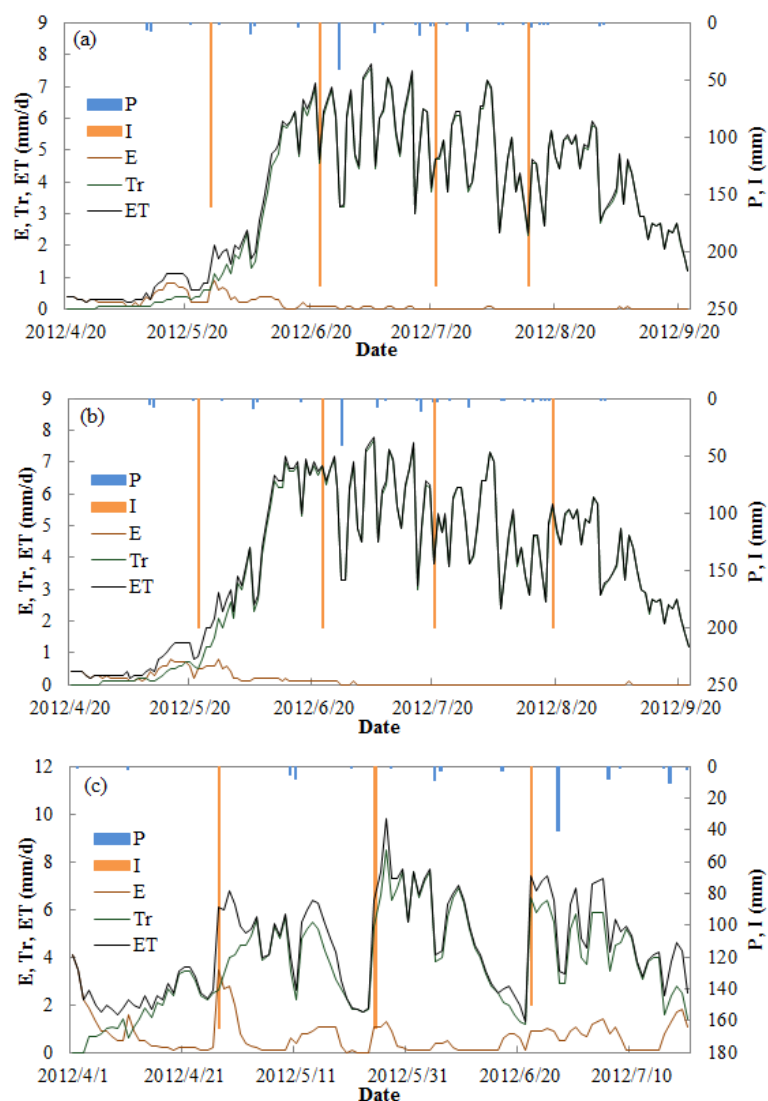 9 0
(a)
8
50
7
P
6
I
100
5
E
4
Tr
150
3
ET
2
200
1
0 250
E, Tr, ET (mm/d)
P, I (mm)
2012/4/20 2012/5/20 2012/6/20 2012/7/20 2012/8/20 2012/9/20
Date
9 0
(b)
8
50
7
P
6
I
100
5
E
4
Tr
150
3
ET
2
200
1
0 250
E, Tr, ET (mm/d)
P, I (mm)
2012/4/20 2012/5/20 2012/6/20 2012/7/20 2012/8/20 2012/9/20
Date
12 0
(c)
20
10
40
P
8
60
I
6
80
E
100
4
Tr
120
ET
2
140
160
0 180
E, Tr, ET (mm/d)
P, I (mm)
2012/4/1 2012/4/21 2012/5/11 2012/5/31 2012/6/20 2012/7/10
Date